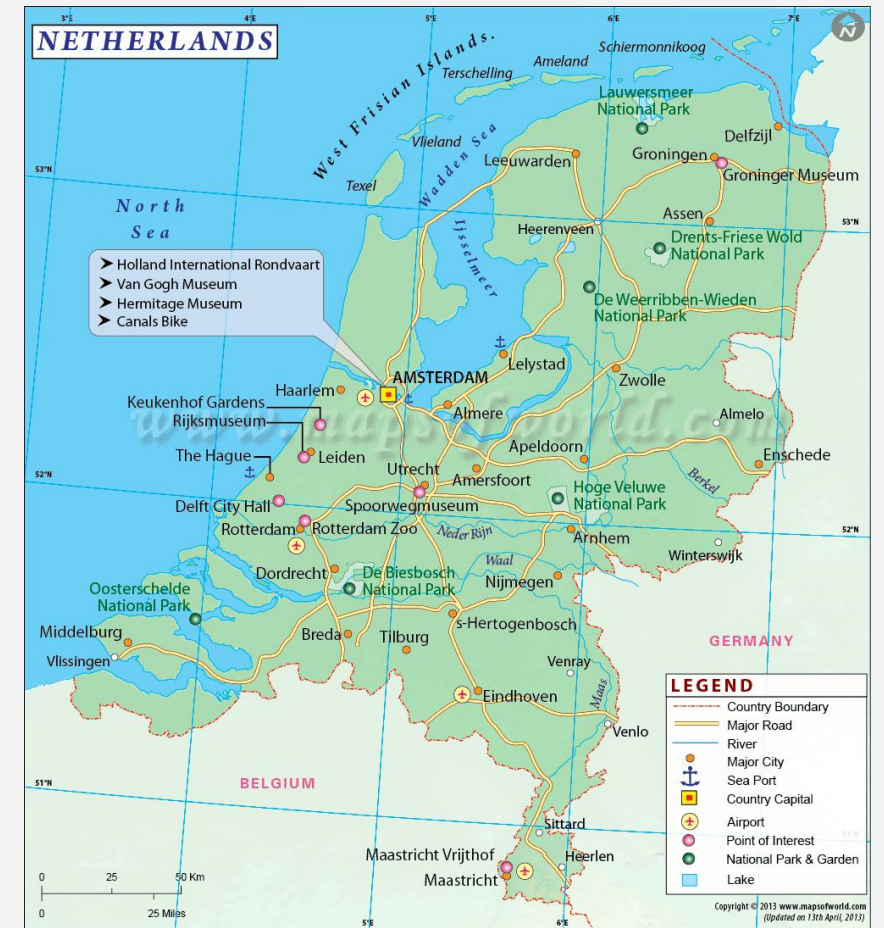 3°E
4°E
5°E
6°E
7°E
N
NETHERLANDS
West Frisian Islands.
Schiermonnikoog
Ameland
Terschelling
Vlieland
Texel
Wadden Sea
Lauwersmeer
National Park
Delfzijl
Groningen
Groninger Museum
Leeuwarden
53°N
North
Sea
Assen
53°N
Heerenveen
Ijsselmeer
Drents-Friese Wold
National Park
Holland International Rondvaart
Van Gogh Museum
Hermitage Museum
Canals Bike
De Weerribben-Wieden
National Park
Lelystad
AMSTERDAM
Zwolle
Haarlem
Keukenhof Gardens
Almere
Almelo
Rijksmuseum
www.mapsofworld.com
Apeldoorn
Enschede
The Hague
Leiden
Utrecht
Amersfoort
52°N
Berkel
Hoge Veluwe
National Park
Delft City Hall
Spoorwegmuseum
Rotterdam
Rotterdam Zoo
Neder Rijn
Arnhem
52°N
Winterswijk
Waal
Dordrecht
De Biesbosch
National Park
Nijmegen
Oosterschelde
National Park
s-Hertogenbosch
Middelburg
Breda
Tilburg
GERMANY
Vlissingen
Venray
Maas
Eindhoven
Venlo
51°N
BELGIUM
Sittard
Maastricht Vrijthof
Heerlen
Maastricht
LEGEND
Country Boundary
Major Road
River
Major City
Sea Port
Country Capital
Airport
Point of Interest
National Park & Garden
Lake
0 25 50 Km
0 25 Miles
5°E
6°E
Copyright © 2013 www.mapsofworld.com
(Updated on 13th April, 2013)